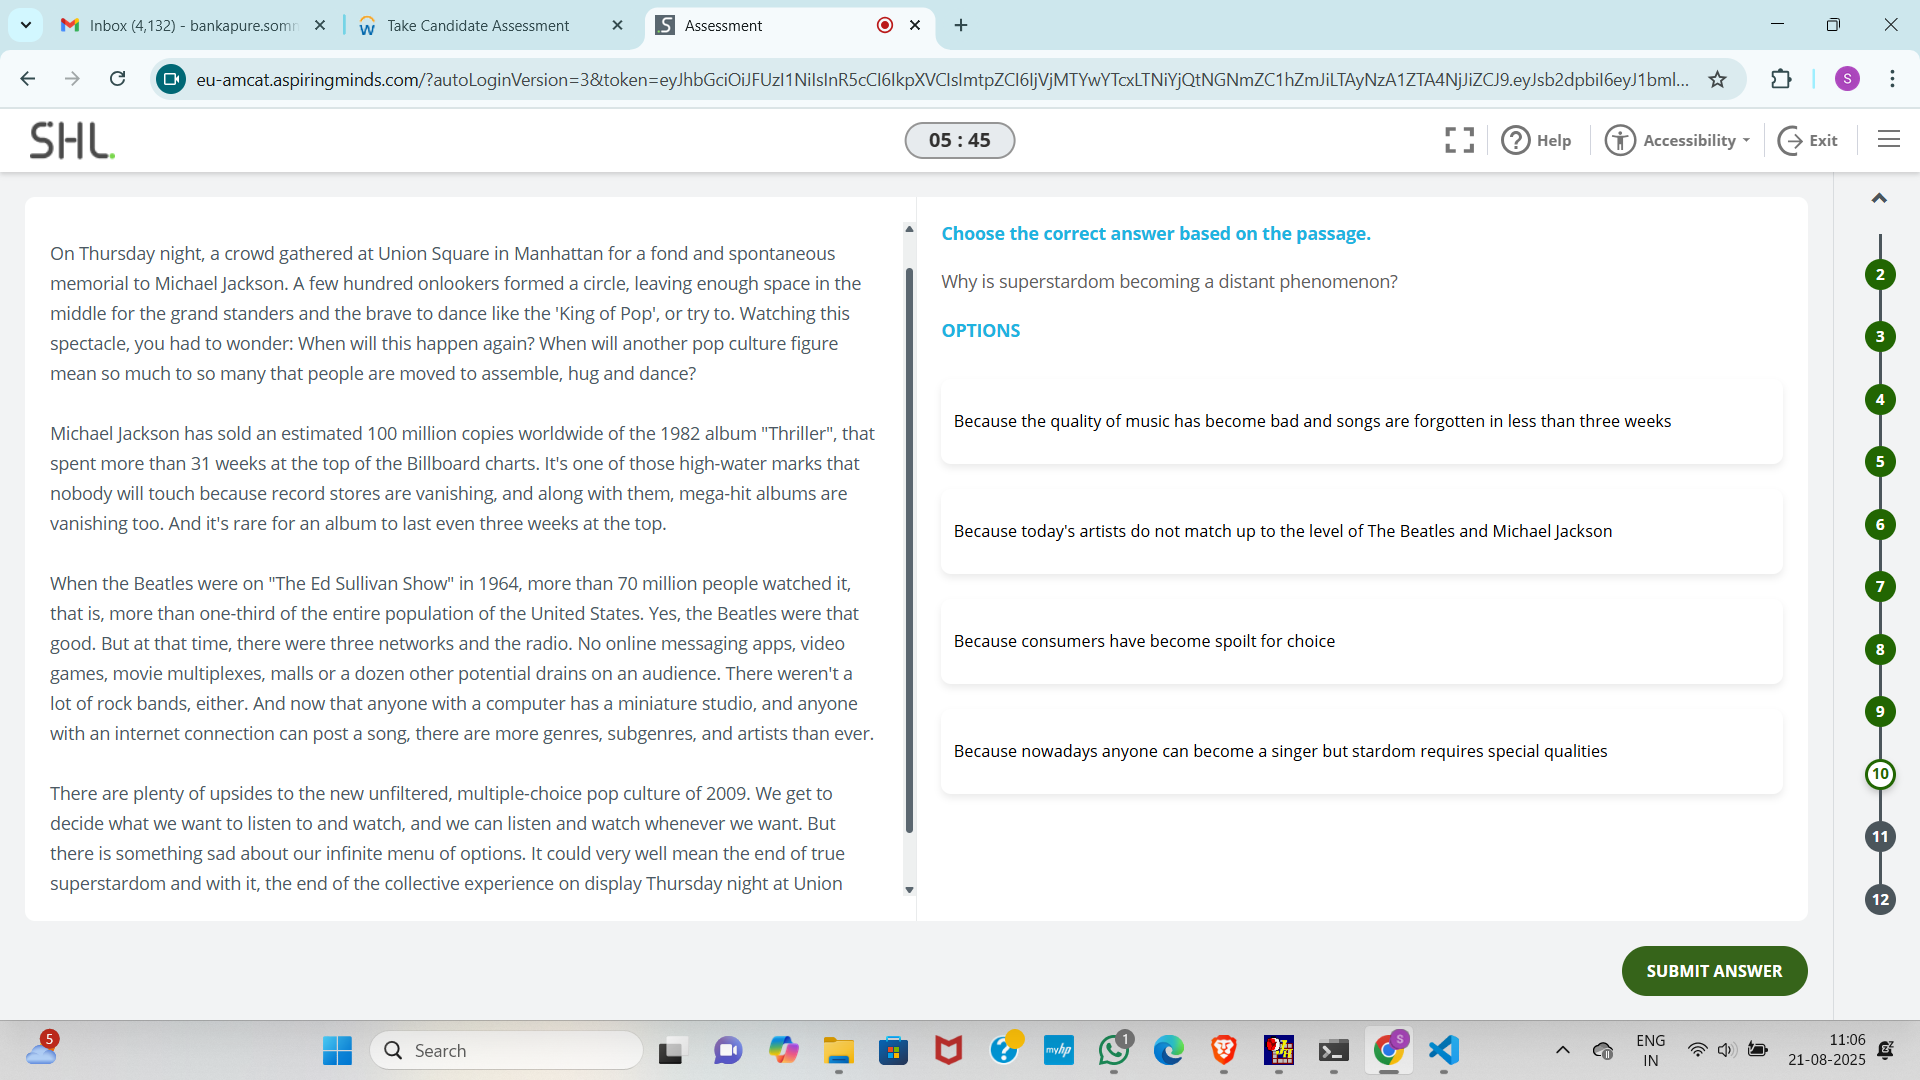 Inbox (4,132) - bankapure.somn
Take Candidate Assessment
Assessment
eu-amcat.aspiringminds.com/?autoLoginVersion=3&token=eyJhbGciOiJFUzI1NiIsInR5cCI6IkpXVCIsImtpZCI6IjVjMTYwYTcxLTNiYjQtNGNmZC1hZmJiLTAyNzA1ZTA4NjJiZCJ9.eyJsb2dpbiI6eyJ1bml...
S
SHL.
05 : 45
Help
Accessibility
Exit
On Thursday night, a crowd gathered at Union Square in Manhattan for a fond and spontaneous
memorial to Michael Jackson. A few hundred onlookers formed a circle, leaving enough space in the
middle for the grand standers and the brave to dance like the 'King of Pop', or try to. Watching this
spectacle, you had to wonder: When will this happen again? When will another pop culture figure
mean so much to so many that people are moved to assemble, hug and dance?
Michael Jackson has sold an estimated 100 million copies worldwide of the 1982 album "Thriller", that
spent more than 31 weeks at the top of the Billboard charts. It's one of those high-water marks that
nobody will touch because record stores are vanishing, and along with them, mega-hit albums are
vanishing too. And it's rare for an album to last even three weeks at the top.
When the Beatles were on "The Ed Sullivan Show" in 1964, more than 70 million people watched it,
that is, more than one-third of the entire population of the United States. Yes, the Beatles were that
good. But at that time, there were three networks and the radio. No online messaging apps, video
games, movie multiplexes, malls or a dozen other potential drains on an audience. There weren't a
lot of rock bands, either. And now that anyone with a computer has a miniature studio, and anyone
with an internet connection can post a song, there are more genres, subgenres, and artists than ever.
There are plenty of upsides to the new unfiltered, multiple-choice pop culture of 2009. We get to
decide what we want to listen to and watch, and we can listen and watch whenever we want. But
there is something sad about our infinite menu of options. It could very well mean the end of true
superstardom and with it, the end of the collective experience on display Thursday night at Union
Choose the correct answer based on the passage.
Why is superstardom becoming a distant phenomenon?
OPTIONS
Because the quality of music has become bad and songs are forgotten in less than three weeks
Because today's artists do not match up to the level of The Beatles and Michael Jackson
Because consumers have become spoilt for choice
Because nowadays anyone can become a singer but stardom requires special qualities
2
3
4
5
6
7
8
9
10
11
12
SUBMIT ANSWER
5
Search
myhp
1
S
ENG
IN
11:06
21-08-2025